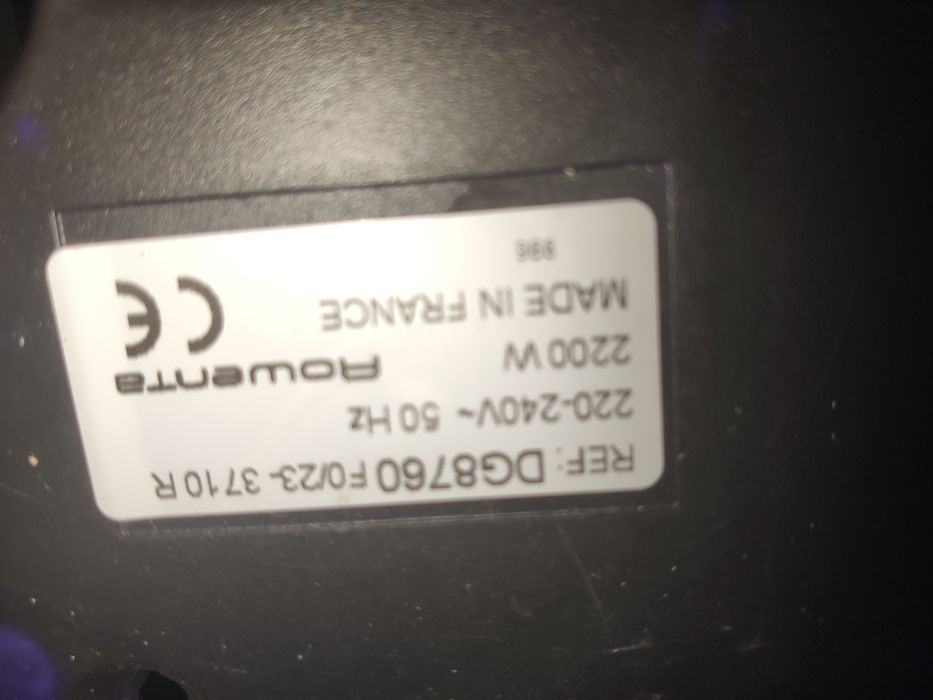 REF: DG8760 F0/23-3710 R
220-240V~ 50 Hz
2200 W
Rowenta
MADE IN FRANCE
CE